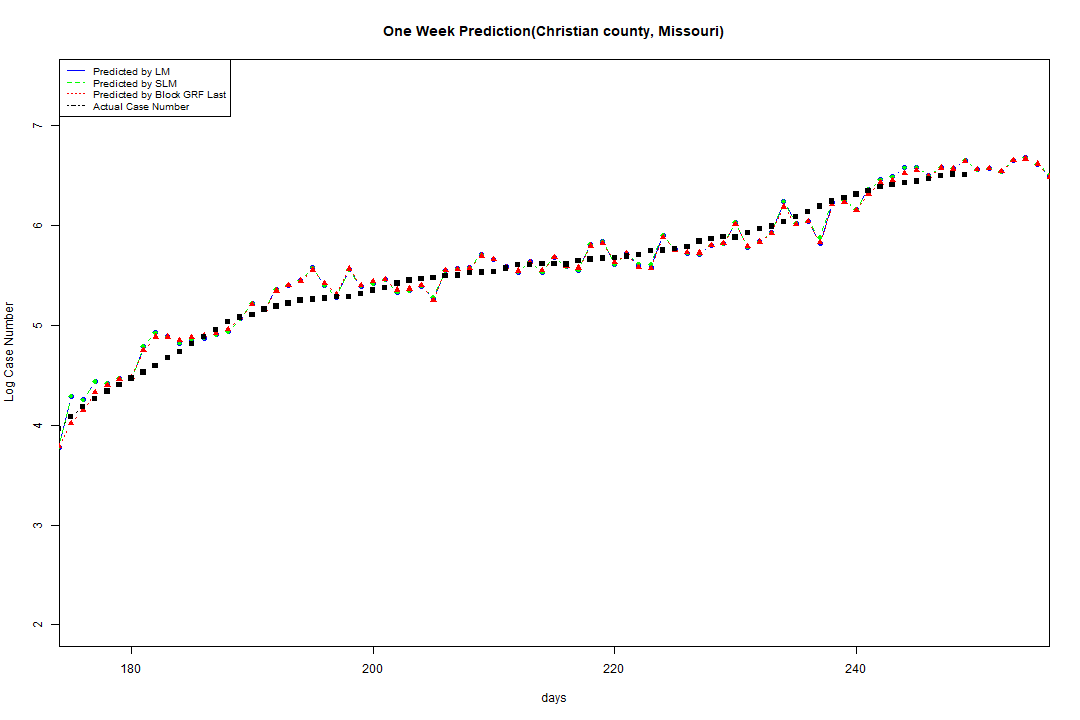 One Week Prediction(Christian county, Missouri)
Predicted by LM
Predicted by SLM
Predicted by Block GRF Last
Actual Case Number
Log Case Number
7
6
5
4
3
2
180 200 220 240
days